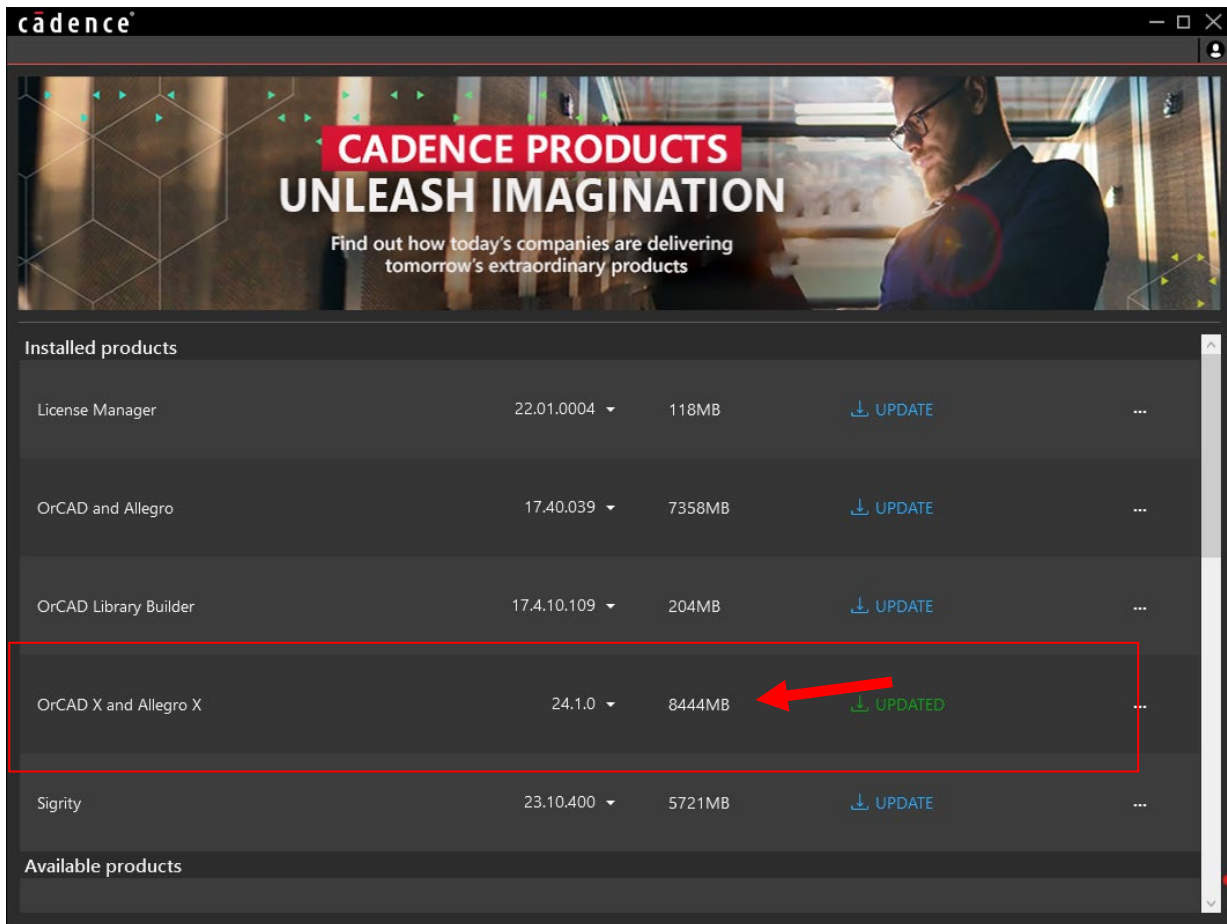 cādence®
CADENCE PRODUCTS
UNLEASH IMAGINATION
Find out how today's companies are delivering
tomorrow's extraordinary products
Installed products
License Manager 22.01.0004 118MB UPDATE ...
OrCAD and Allegro 17.40.039 7358MB UPDATE ...
OrCAD Library Builder 17.4.10.109 204MB UPDATE ...
OrCAD X and Allegro X 24.1.0 8444MB UPDATED ...
Sigrity 23.10.400 5721MB UPDATE ...
Available products